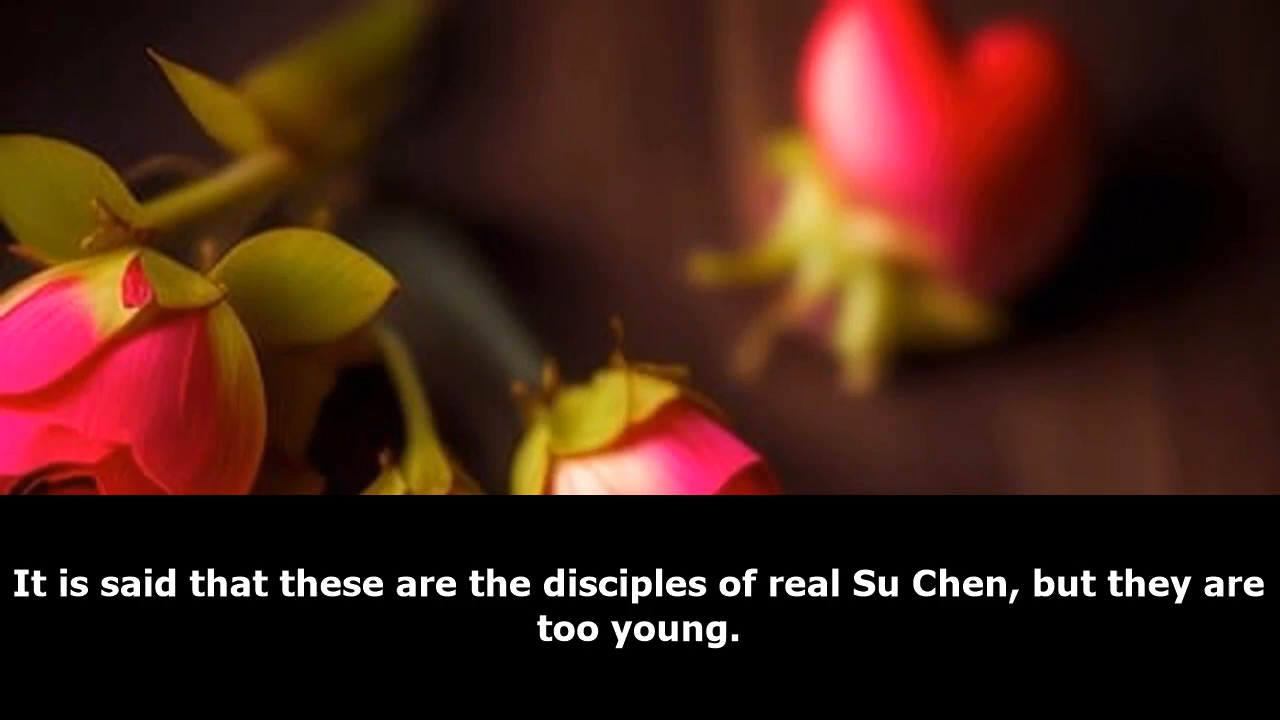 It is said that these are the disciples of real Su Chen, but they are
too young.